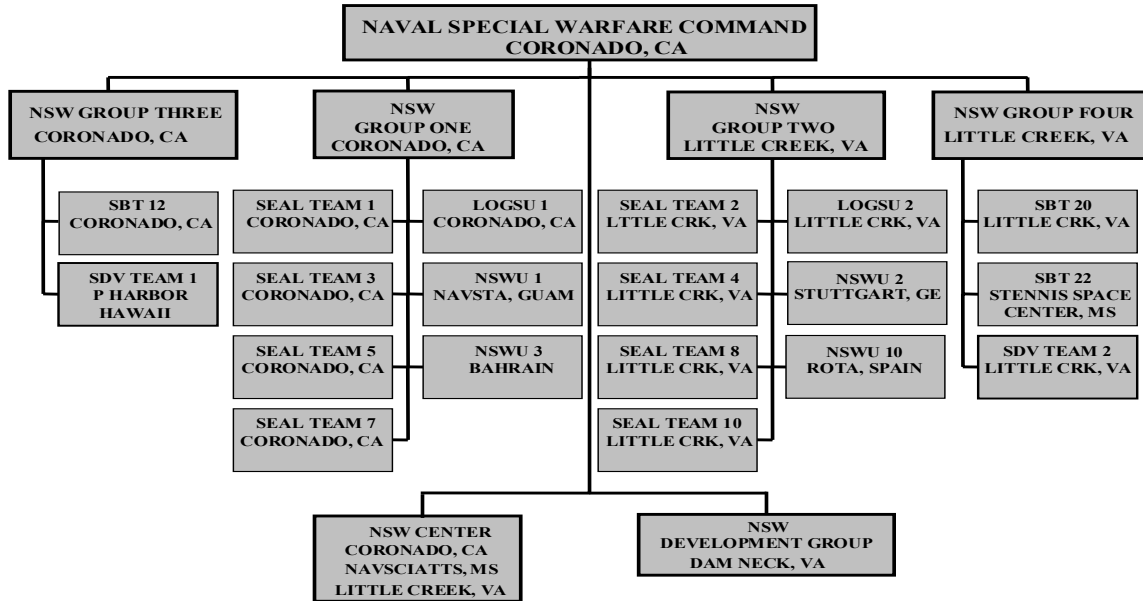 NAVAL SPECIAL WARFARE COMMAND
CORONADO, CA
NSW GROUP THREE
CORONADO, CA
NSW
GROUP ONE
CORONADO, CA
NSW
GROUP TWO
LITTLE CREEK, VA
NSW GROUP FOUR
LITTLE CREEK, VA
SBT 12
CORONADO, CA
SDV TEAM 1
P HARBOR
HAWAII
SEAL TEAM 1
CORONADO, CA
SEAL TEAM 3
CORONADO, CA
SEAL TEAM 5
CORONADO, CA
SEAL TEAM 7
CORONADO, CA
LOGSU 1
CORONADO, CA
NSWU 1
NAVSTA, GUAM
NSWU 3
BAHRAIN
SEAL TEAM 2
LTTLE CRK, VA
SEAL TEAM 4
LITTLE CRK, VA
SEAL TEAM 8
LITTLE CRK, VA
SEAL TEAM 10
LITTLE CRK, VA
LOGSU 2
LITTLE CRK, VA
NSWU 2
STUTTGART, GE
NSWU 10
ROTA, SPAIN
SBT 20
LITTLE CRK, VA
SBT 22
STENNIS SPACE
CENTER, MS
SDV TEAM 2
LITTLE CRK, VA
NSW CENTER
CORONADO, CA
NAVSCIATTS, MS
LITTLE CREEK, VA
NSW
DEVELOPMENT GROUP
DAM NECK, VA